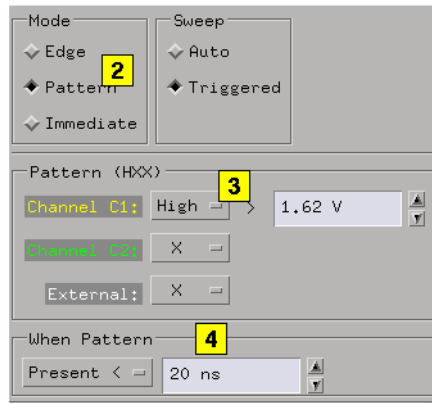 Mode Sweep
Edge Auto
2
Pattern Triggered
Immediate
Pattern (HXX)
3
Channel C1: High > 1.62 V
Channel C2: X
External: X
When Pattern 4
Present < 20 ns